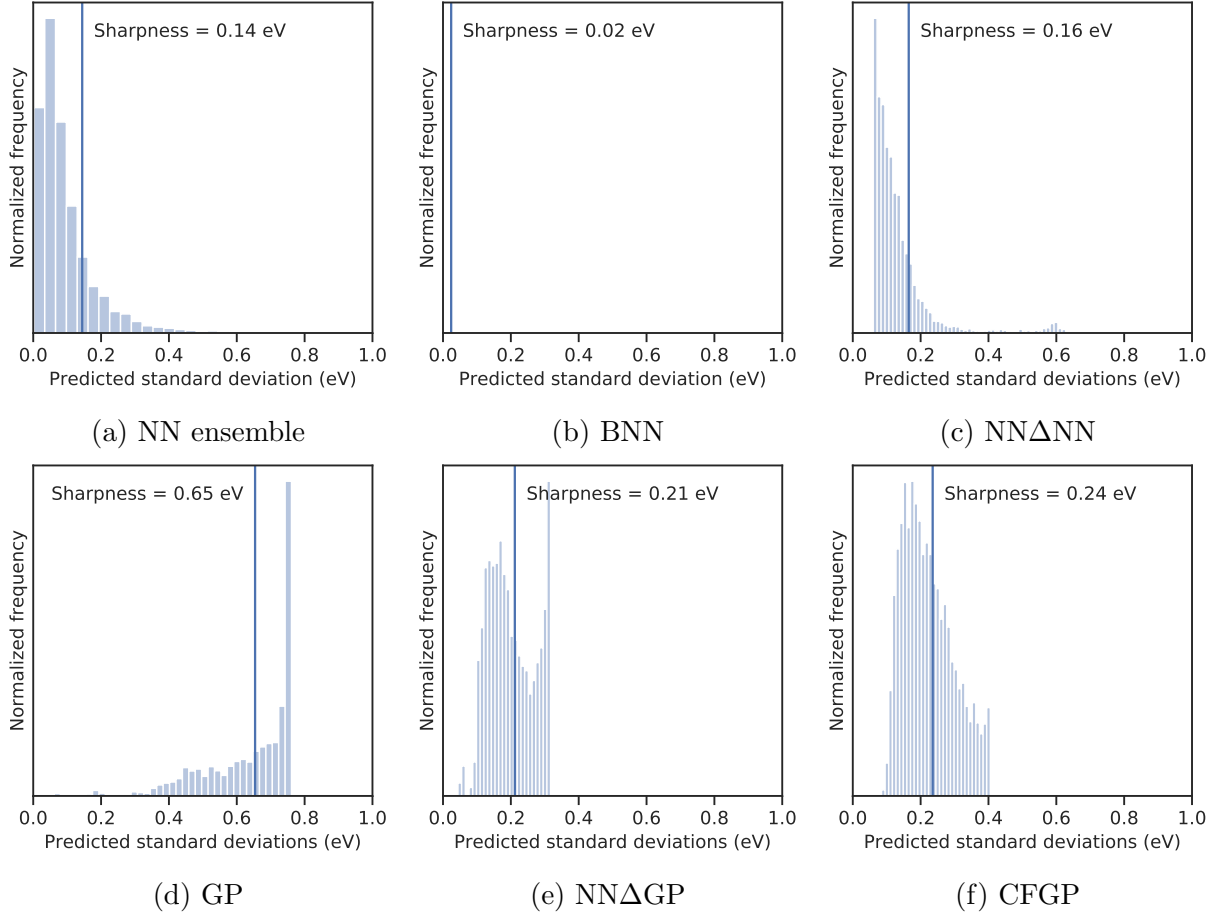 Sharpness = 0.14 eV
Normalized frequency
0.0 0.2 0.4 0.6 0.8 1.0
Predicted standard deviation (eV)
(a) NN ensemble
Sharpness = 0.02 eV
Normalized frequency
0.0 0.2 0.4 0.6 0.8 1.0
Predicted standard deviation (eV)
(b) BNN
Sharpness = 0.16 eV
Normalized frequency
0.0 0.2 0.4 0.6 0.8 1.0
Predicted standard deviations (eV)
(c) NNΔNN
Sharpness = 0.65 eV
Normalized frequency
0.0 0.2 0.4 0.6 0.8 1.0
Predicted standard deviations (eV)
(d) GP
Sharpness = 0.21 eV
Normalized frequency
0.0 0.2 0.4 0.6 0.8 1.0
Predicted standard deviations (eV)
(e) NNΔGP
Sharpness = 0.24 eV
Normalized frequency
0.0 0.2 0.4 0.6 0.8 1.0
Predicted standard deviations (eV)
(f) CFGP